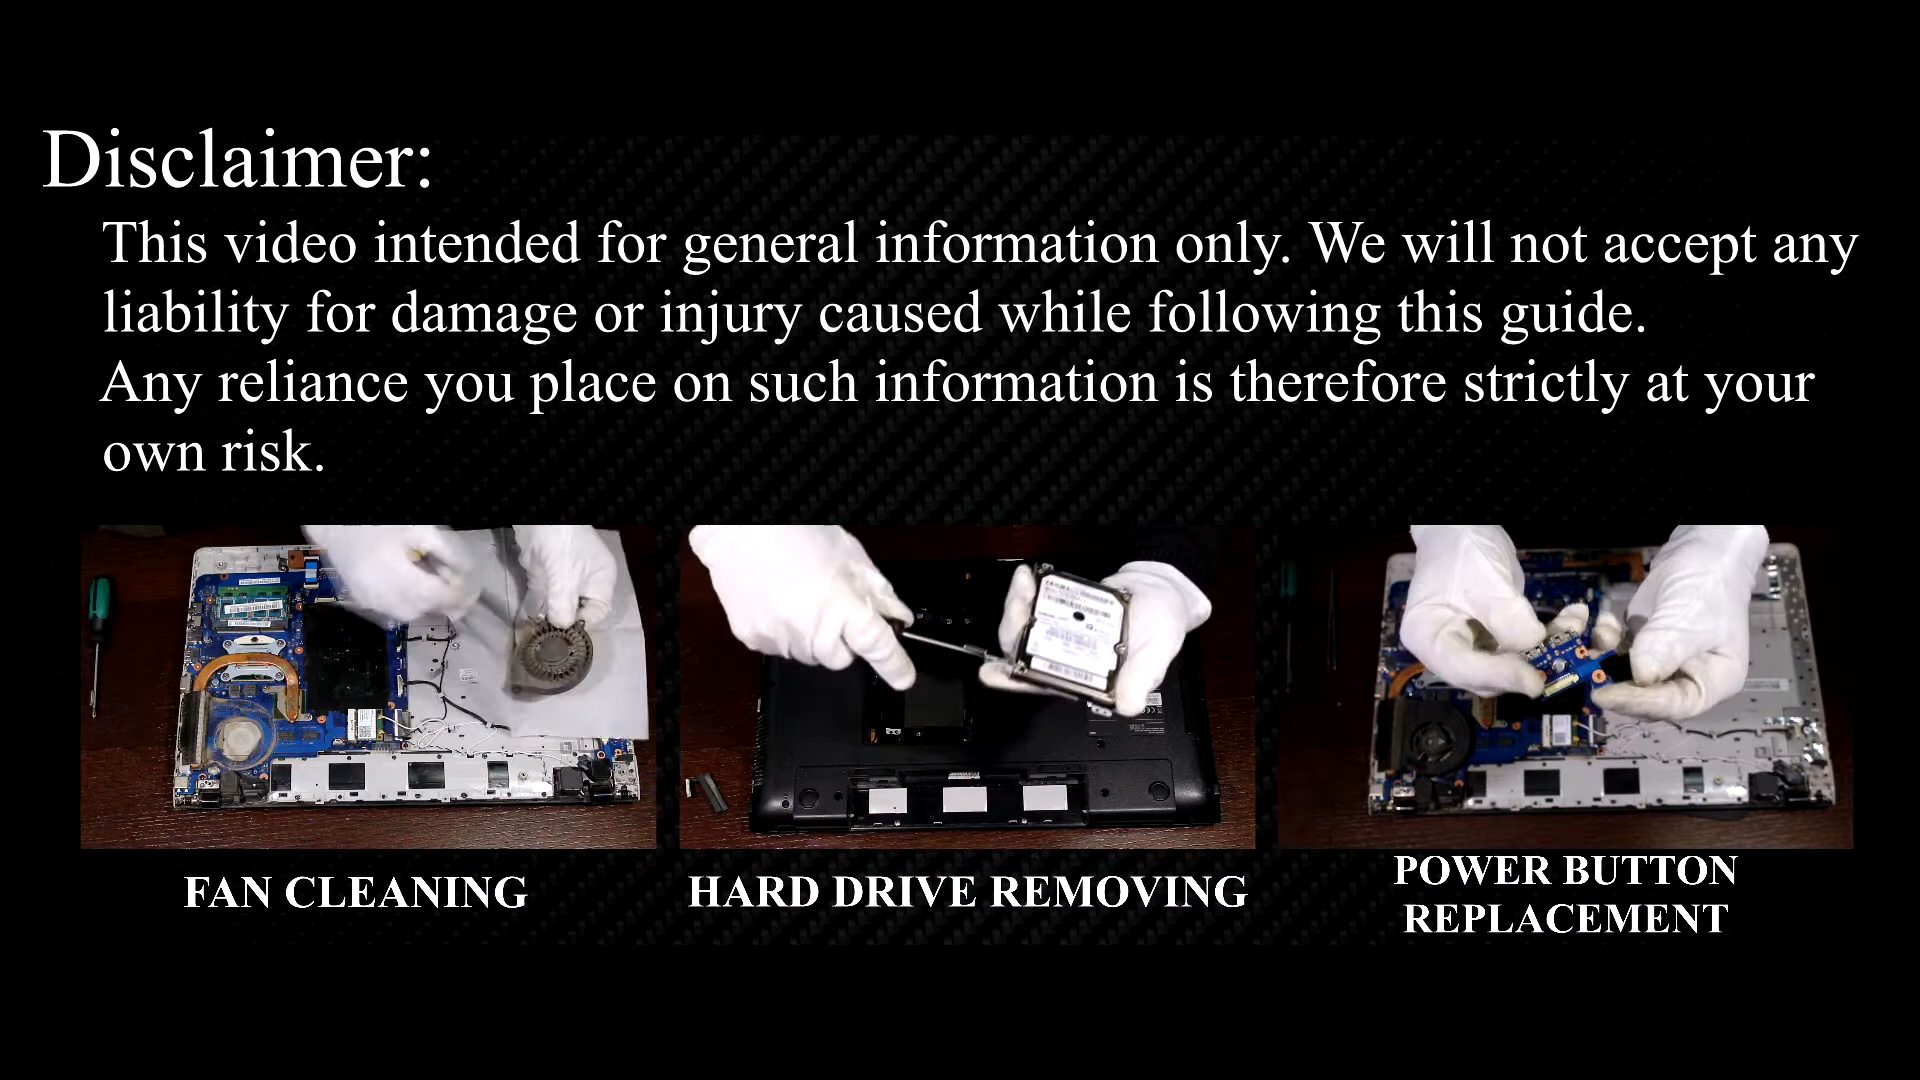 Disclaimer:
This video intended for general information only. We will not accept any
liability for damage or injury caused while following this guide.
Any reliance you place on such information is therefore strictly at your
own risk.
FAN CLEANING
HARD DRIVE REMOVING
POWER BUTTON
REPLACEMENT